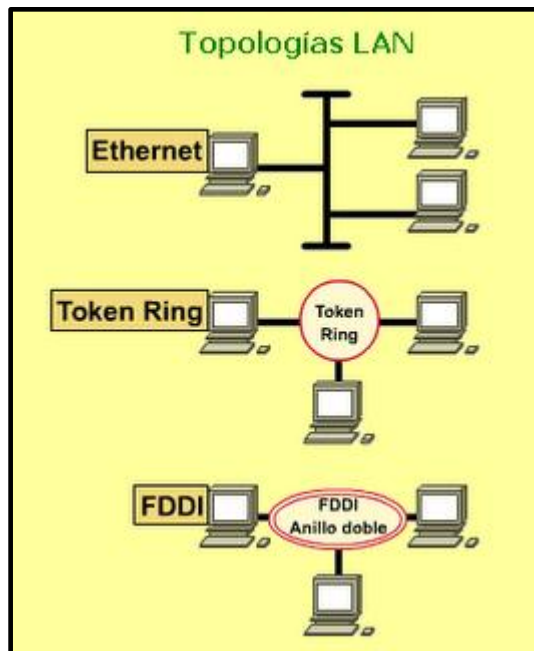 Topologías LAN
Ethernet
Token Ring
Token
Ring
FDDI
FDDI
Anillo doble